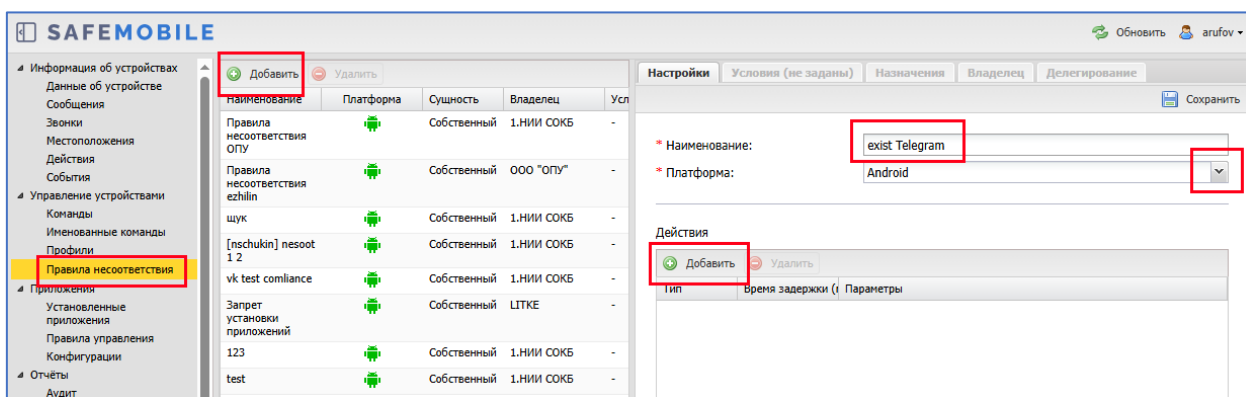 SAFEMOBILE
Обновить arufov
Информация об устройствах
Данные об устройстве
Сообщения
Звонки
Местоположения
Действия
События
Управление устройствами
Команды
Именованные команды
Профили
Правила несоответствия
Приложения
Установленные
приложения
Правила управления
Конфигурации
Отчёты
Аудит
Добавить Удалить
Наименование Платформа Сущность Владелец Усл
Правила
несоответствия
ОПУ
Собственный 1.НИИ СОКБ -
Правила
несоответствия
ezhilin
Собственный ООО "ОПУ" -
щук Собственный 1.НИИ СОКБ -
[nschukin] nesoot
1 2
Собственный 1.НИИ СОКБ -
vk test comliance Собственный 1.НИИ СОКБ -
Запрет
установки
приложений
Собственный LITKE -
123 Собственный 1.НИИ СОКБ -
test Собственный 1.НИИ СОКБ -
Настройки Условия (не заданы) Назначения Владелец Делегирование
Сохранить
* Наименование: exist Telegram
* Платформа: Android
Действия
Добавить Удалить
Тип Время задержки ( Параметры